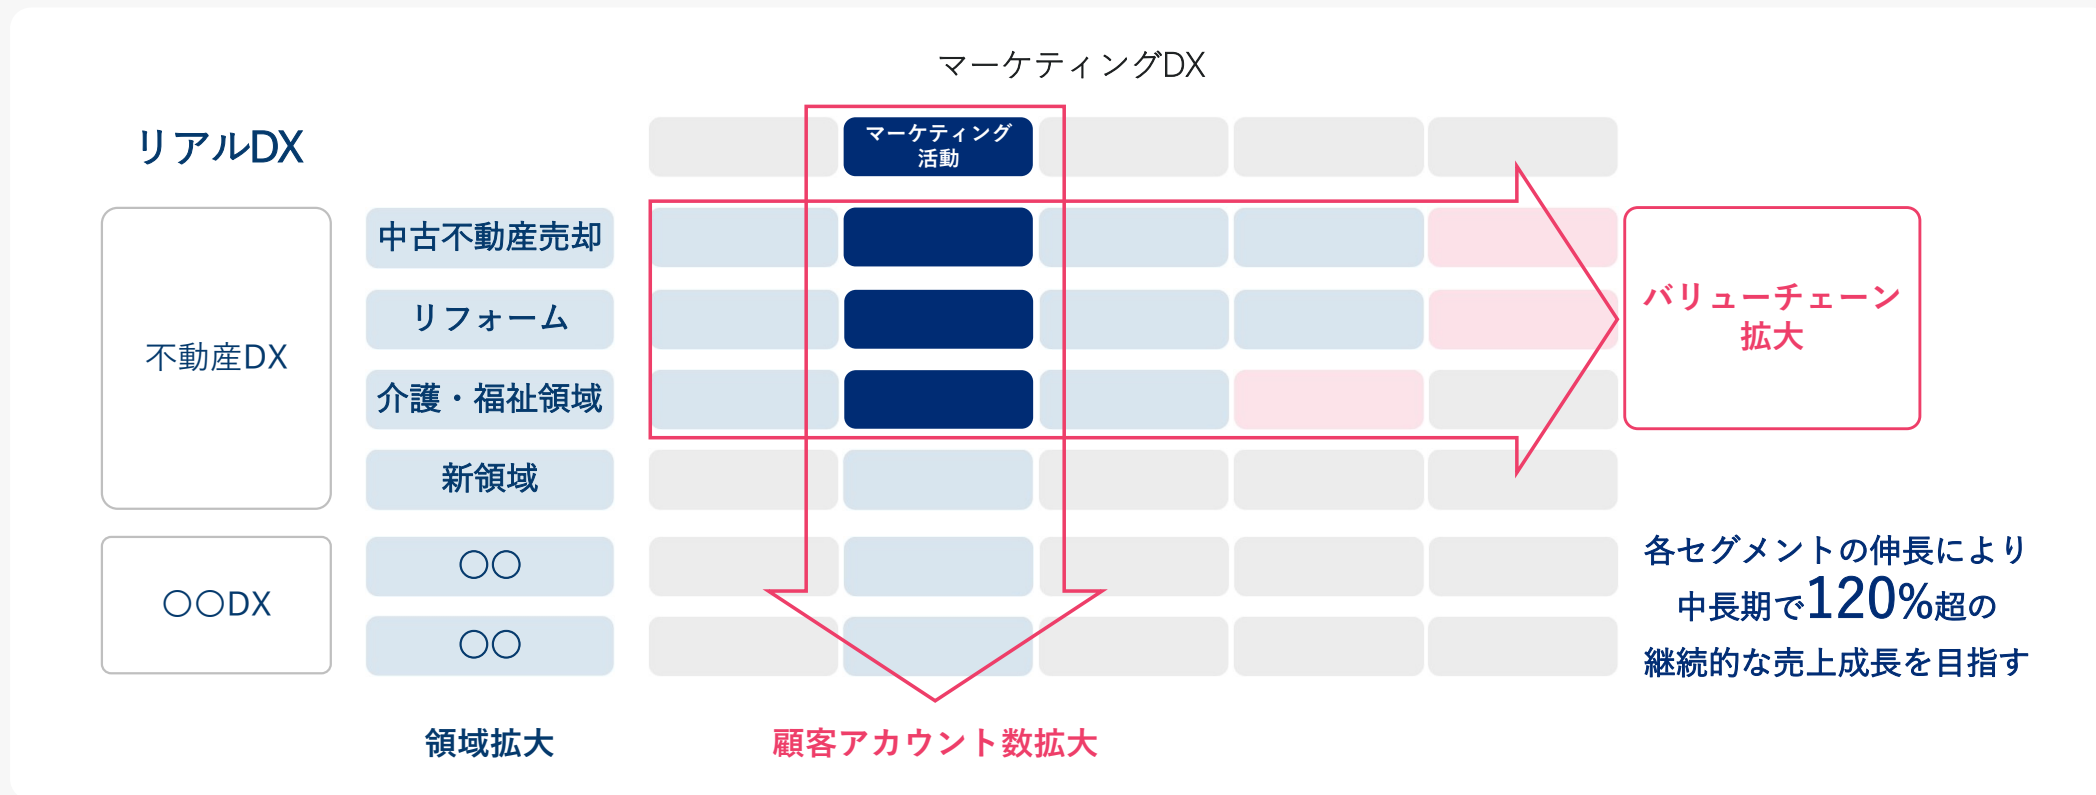 マーケティングDX
リアルDX
マーケティング
活動
不動産DX
中古不動産売却
リフォーム
介護・福祉領域
新領域
バリューチェーン
拡大
〇〇DX
〇〇
〇〇
各セグメントの伸長により
中長期で120%超の
継続的な売上成長を目指す
領域拡大
顧客アカウント数拡大